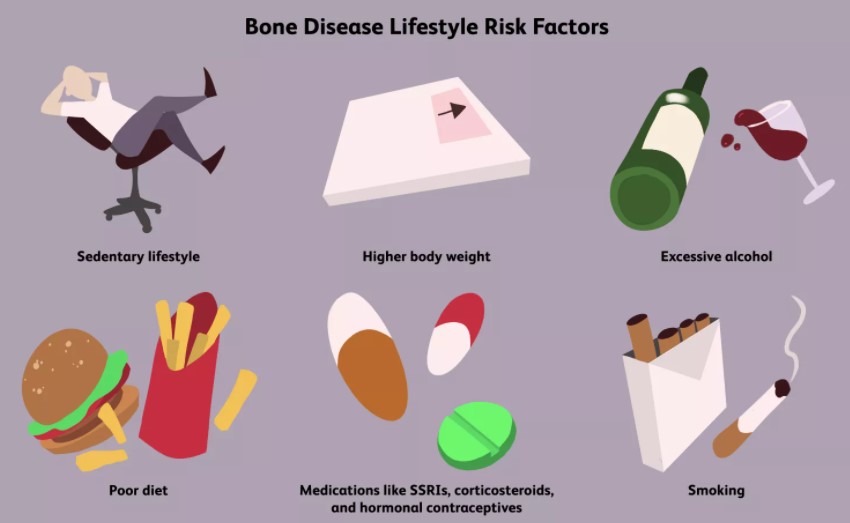 Bone Disease Lifestyle Risk Factors
Sedentary lifestyle
Higher body weight
Excessive alcohol
Poor diet
Medications like SSRIs, corticosteroids,
and hormonal contraceptives
Smoking